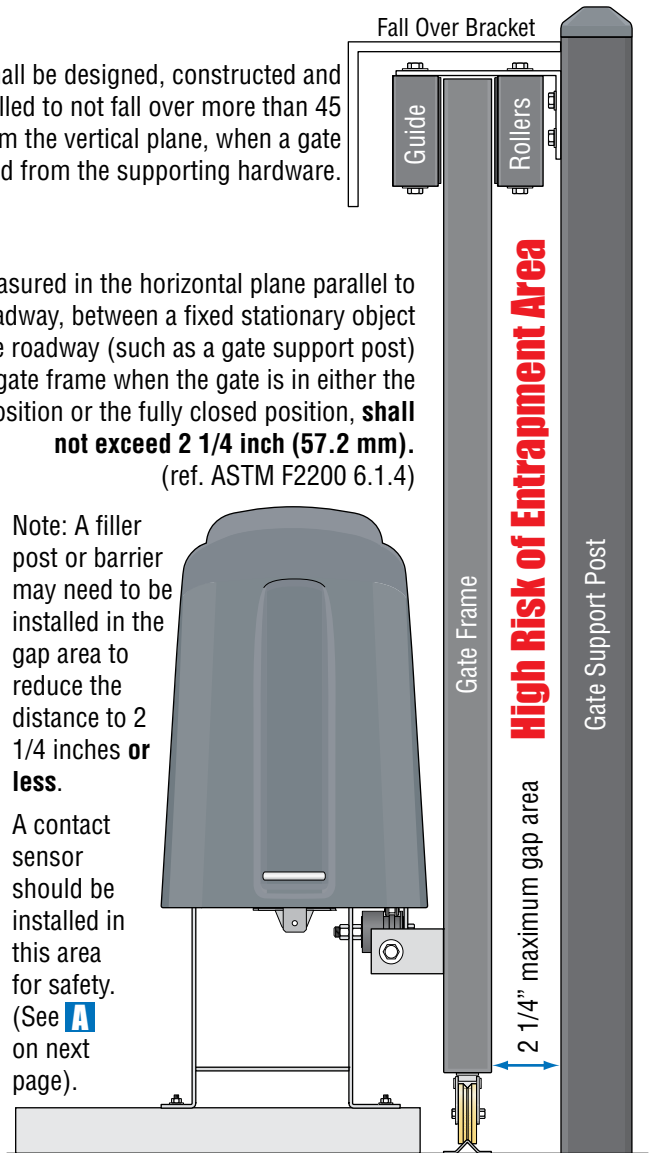 Fall Over Bracket
all be designed, constructed and
lled to not fall over more than 45
m the vertical plane, when a gate
d from the supporting hardware.
Guide
Rollers
asured in the horizontal plane parallel to
adway, between a fixed stationary object
e roadway (such as a gate support post)
gate frame when the gate is in either the
osition or the fully closed position, shall
not exceed 2 1/4 inch (57.2 mm).
(ref. ASTM F2200 6.1.4)
Note: A filler
post or barrier
may need to be
installed in the
gap area to
reduce the
distance to 2
1/4 inches or
less.
A contact
sensor
should be
installed in
this area
for safety.
(See A
on next
page).
Gate Frame
High Risk of Entrapment Area
2 1/4” maximum gap area
Gate Support Post